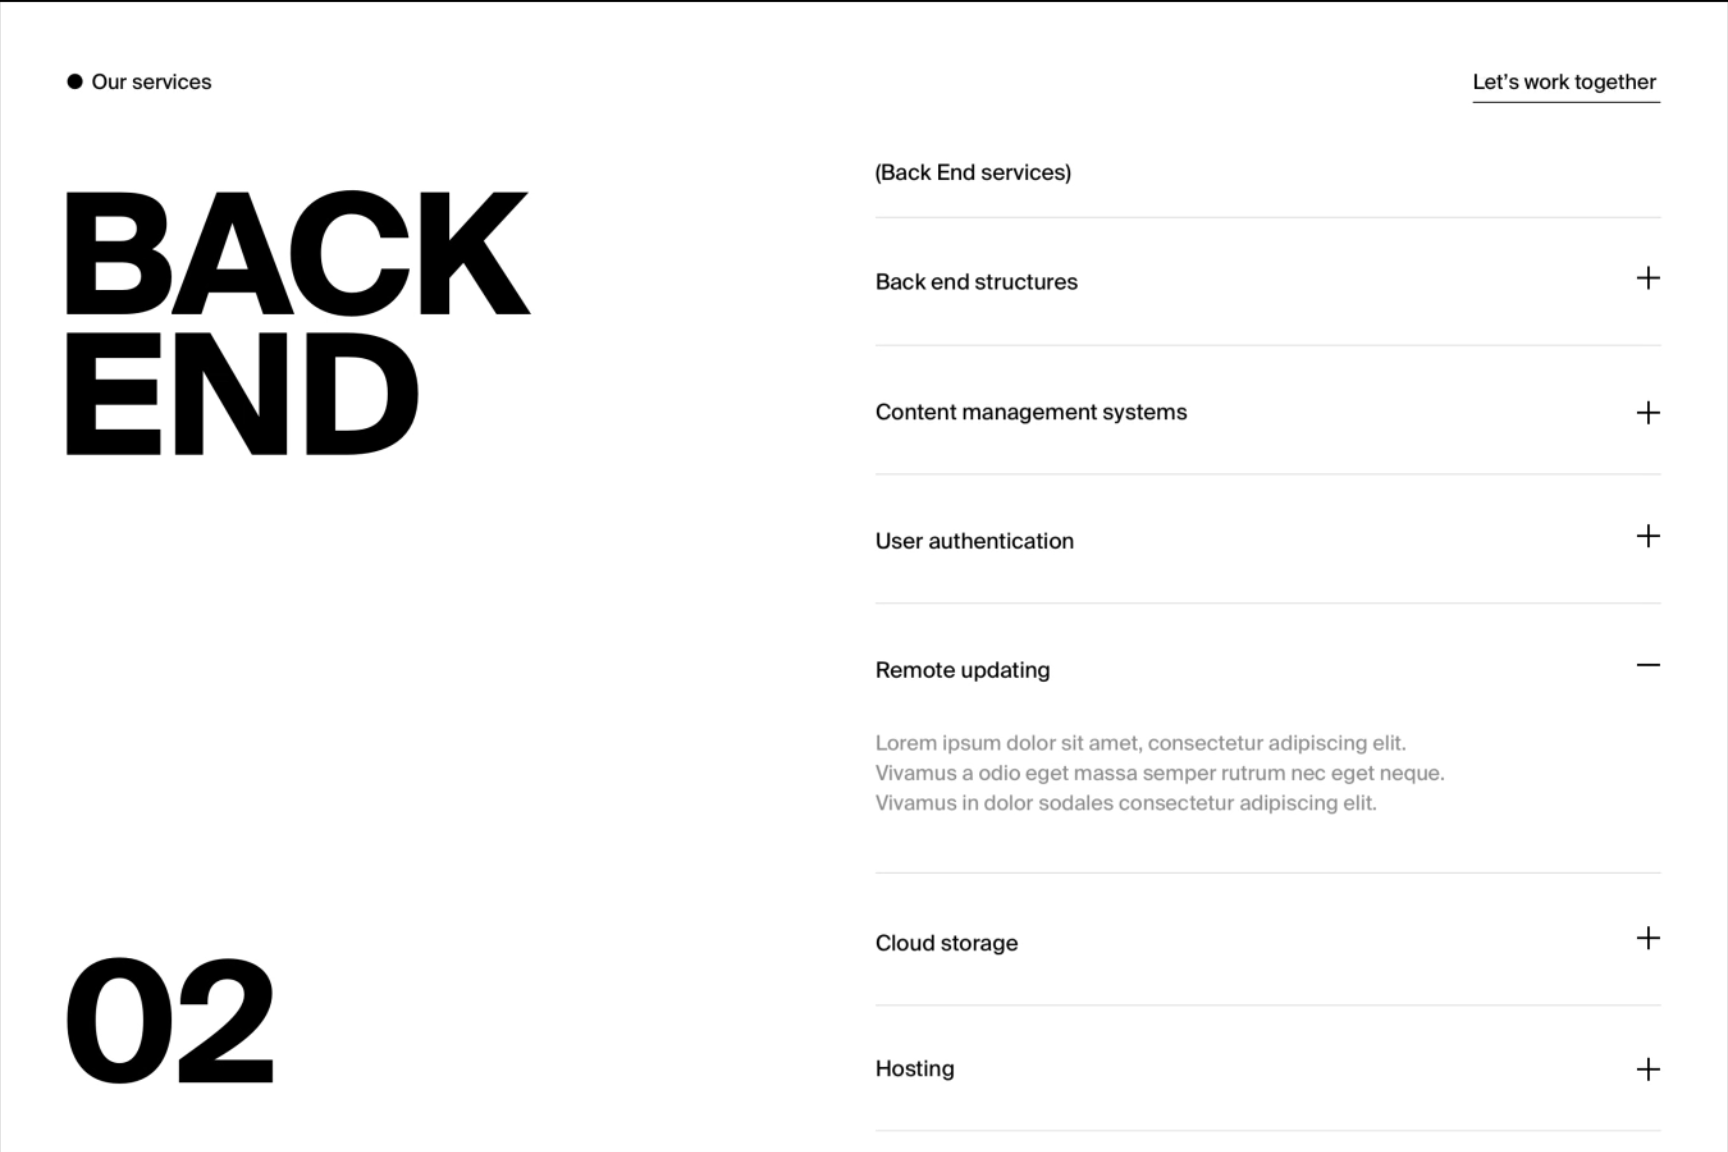 Our services
Let's work together
BACK
END
02
(Back End services)
Back end structures
Content management systems
User authentication
Remote updating
Lorem ipsum dolor sit amet, consectetur adipiscing elit.
Vivamus a odio eget massa semper rutrum nec eget neque.
Vivamus in dolor sodales consectetur adipiscing elit.
Cloud storage
Hosting